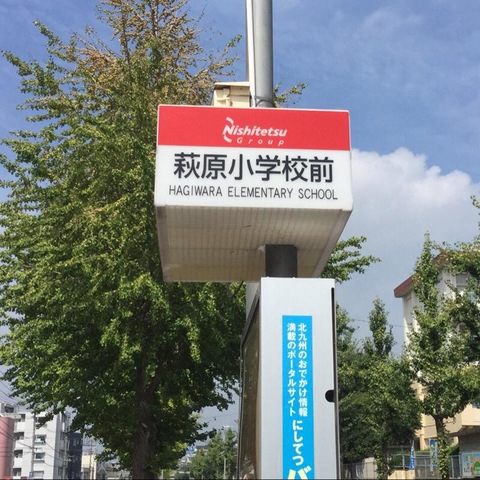 Nishitetsu
Group
萩原小学校前
HAGIWARA ELEMENTARY SCHOOL
北九州のおでかけ情報
満載のポータルサイト
にしてつ
バ